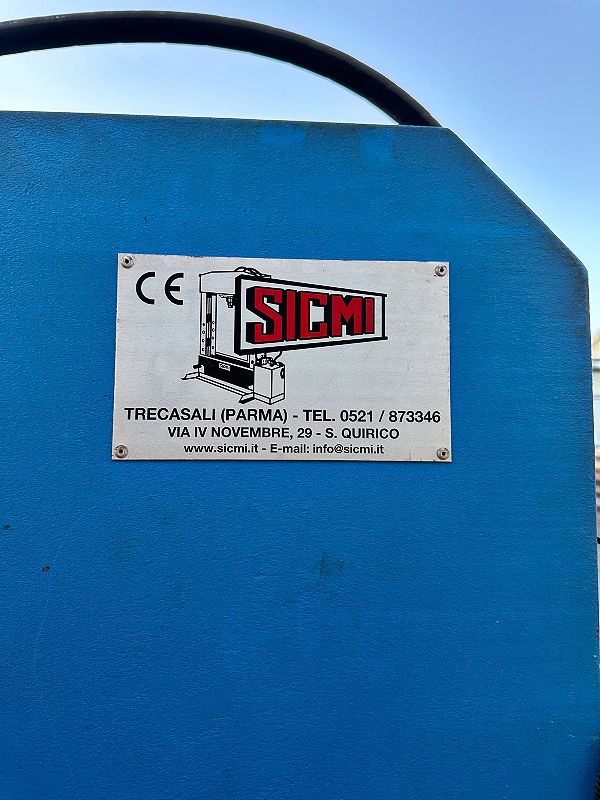 CE
SICMI
TRECASALI (PARMA) - TEL. 0521 / 873346
VIA IV NOVEMBRE, 29 - S. QUIRICO
www.sicmi.it - E-mail: info@sicmi.it